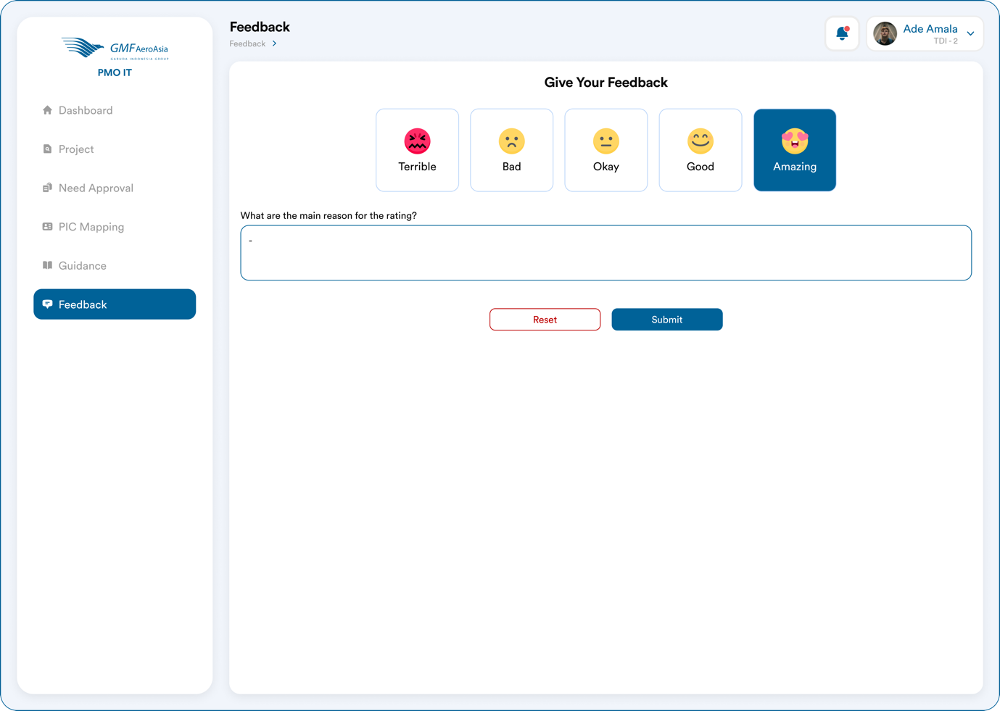 GMF AeroAsia
GARUDA INDONESIA GROUP
PMO IT
Dashboard
Project
Need Approval
PIC Mapping
Guidance
Feedback
Feedback
Feedback
Ade Amala
TDI - 2
Give Your Feedback
Terrible
Bad
Okay
Good
Amazing
What are the main reason for the rating?
-
Reset
Submit